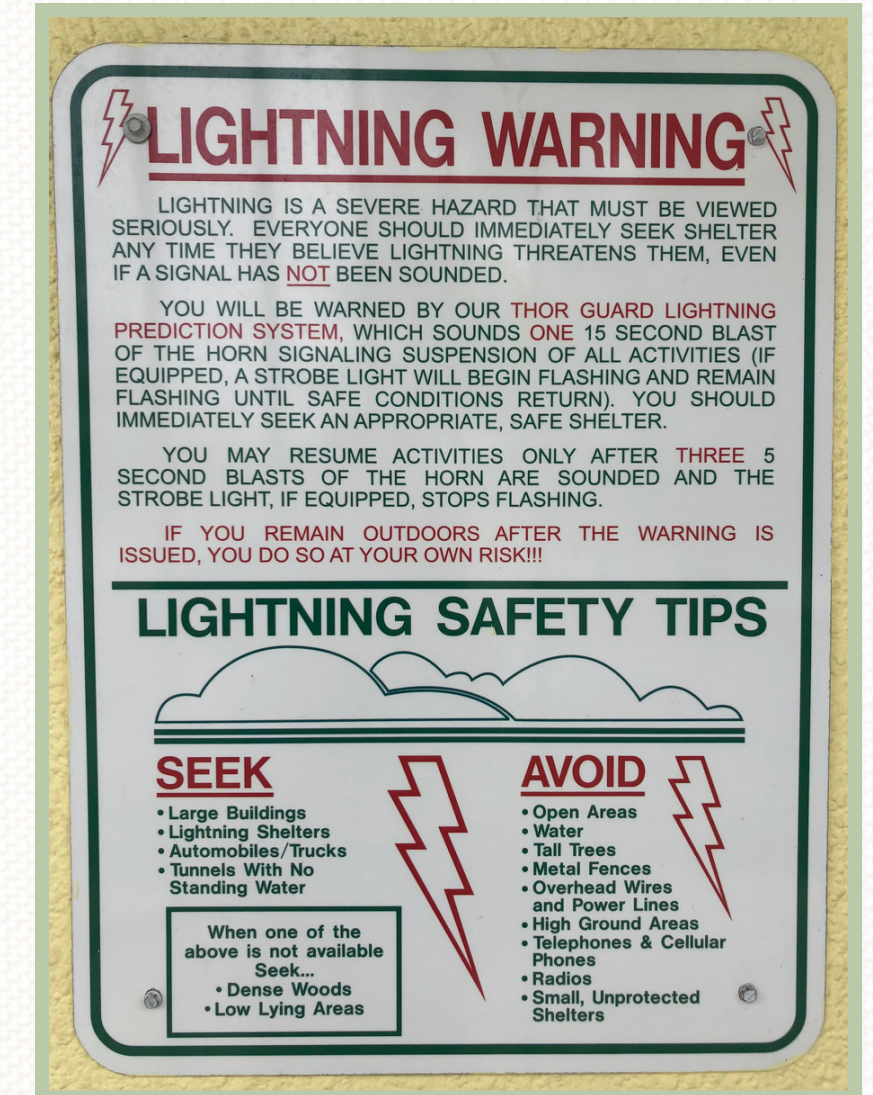 LIGHTNING WARNING
LIGHTNING IS A SEVERE HAZARD THAT MUST BE VIEWED
SERIOUSLY. EVERYONE SHOULD IMMEDIATELY SEEK SHELTER
ANY TIME THEY BELIEVE LIGHTNING THREATENS THEM, EVEN
IF A SIGNAL HAS NOT BEEN SOUNDED.
YOU WILL BE WARNED BY OUR THOR GUARD LIGHTNING
PREDICTION SYSTEM, WHICH SOUNDS ONE 15 SECOND BLAST
OF THE HORN SIGNALING SUSPENSION OF ALL ACTIVITIES (IF
EQUIPPED, A STROBE LIGHT WILL BEGIN FLASHING AND REMAIN
FLASHING UNTIL SAFE CONDITIONS RETURN). YOU SHOULD
IMMEDIATELY SEEK AN APPROPRIATE, SAFE SHELTER.
YOU MAY RESUME ACTIVITIES ONLY AFTER THREE 5
SECOND BLASTS OF THE HORN ARE SOUNDED AND THE
STROBE LIGHT, IF EQUIPPED, STOPS FLASHING.
IF YOU REMAIN OUTDOORS AFTER THE WARNING IS
ISSUED, YOU DO SO AT YOUR OWN RISK!!!
LIGHTNING SAFETY TIPS
SEEK
• Large Buildings
• Lightning Shelters
• Automobiles/Trucks
• Tunnels With No
Standing Water
When one of the
above is not available
Seek...
• Dense Woods
• Low Lying Areas
AVOID
• Open Areas
• Water
• Tall Trees
• Metal Fences
• Overhead Wires
and Power Lines
• High Ground Areas
• Telephones & Cellular
Phones
• Radios
• Small, Unprotected
Shelters